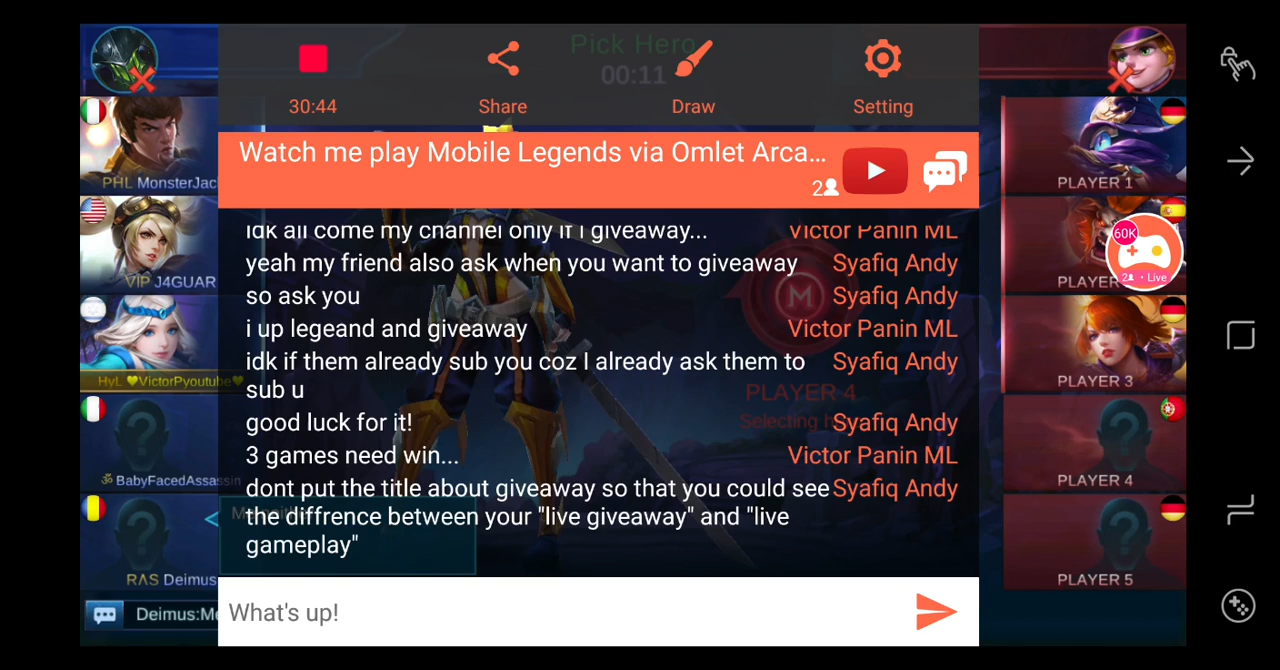 Pick Hero
00:11
30:44
Share
Draw
Setting
Watch me play Mobile Legends via Omlet Arca...
2
idk all come my channel only if i giveaway... Victor Panin ML
yeah my friend also ask when you want to giveaway Syafiq Andy
so ask you Syafiq Andy
i up legeand and giveaway Victor Panin ML
idk if them already sub you coz I already ask them to Syafiq Andy
sub u
good luck for it! Syafiq Andy
3 games need win... Victor Panin ML
dont put the title about giveaway so that you could see Syafiq Andy
the diffrence between your "live giveaway" and "live
gameplay"
What's up!
PHL MonsterJac
VIP J4GUAR
HyL ♥VictorPyoutube♥
BabyFacedAssassin
RΛS Deimus
Deimus:Me
M
PLAYER 4
Selecting h
PLAYER 1
60K
2 • Live
PLAYER
PLAYER 3
PLAYER 4
PLAYER 5